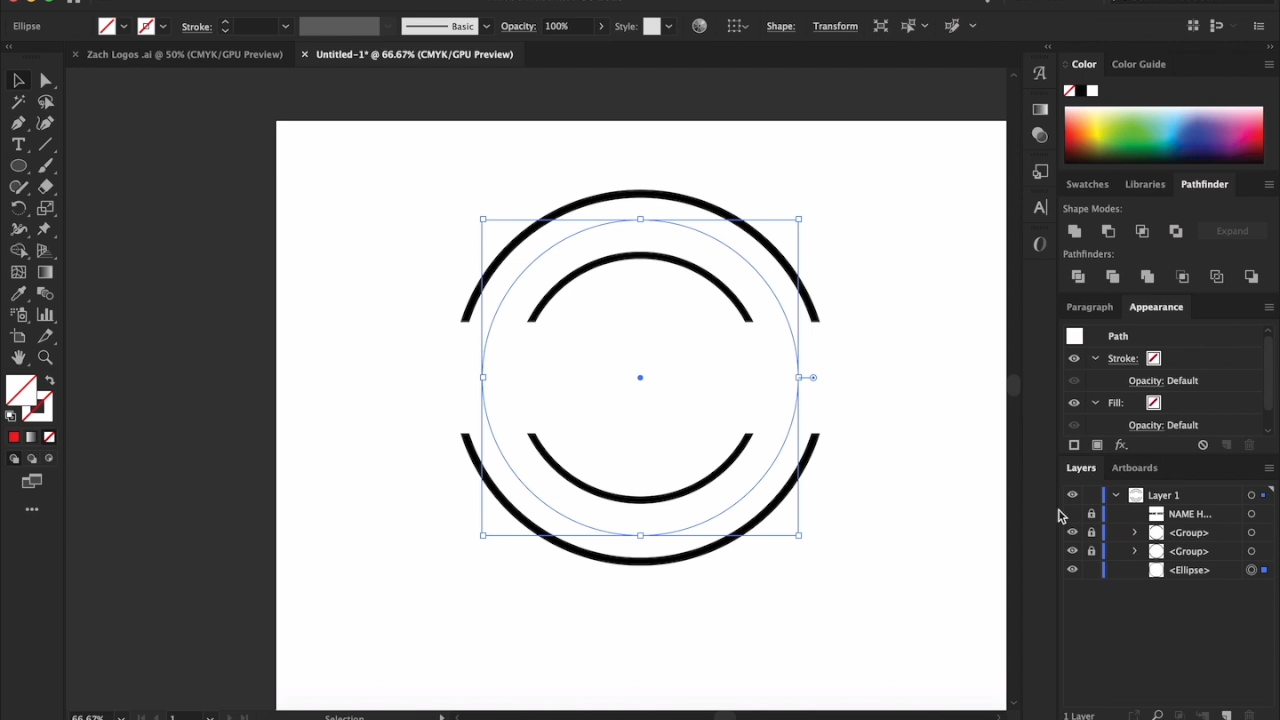 Ellipse
Stroke:
Basic
Opacity: 100%
Style:
Shape:
Transform
Zach Logos .ai @ 50% (CMYK/GPU Preview)
Untitled-1* @ 66.67% (CMYK/GPU Preview)
Color
Color Guide
Swatches
Libraries
Pathfinder
Shape Modes:
Expand
Pathfinders:
Paragraph
Appearance
Path
Stroke:
Opacity: Default
Fill:
Opacity: Default
fx.
Layers
Artboards
Layer 1
NAME H...
<Group>
<Group>
<Ellipse>
66.67%
1
Selection
1 Layer